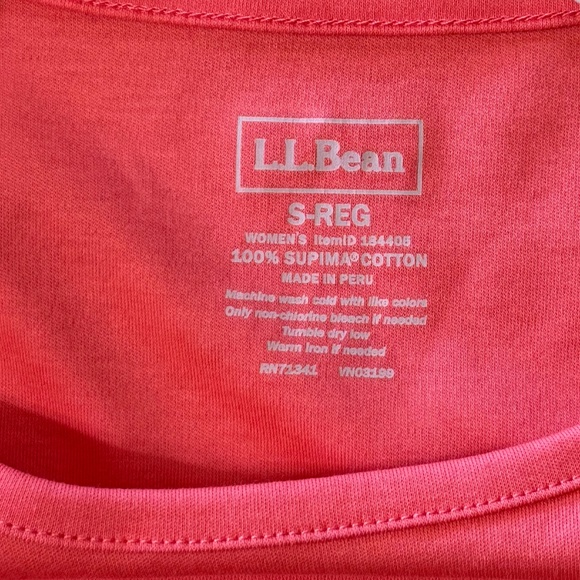 L.L.Bean
S-REG
WOMEN'S ItemID 184405
100% SUPIMA® COTTON
MADE IN PERU
Machine wash cold with like colors
Only non-chlorine bleach if needed
Tumble dry low
Warm iron if needed
RN71341 VN03199